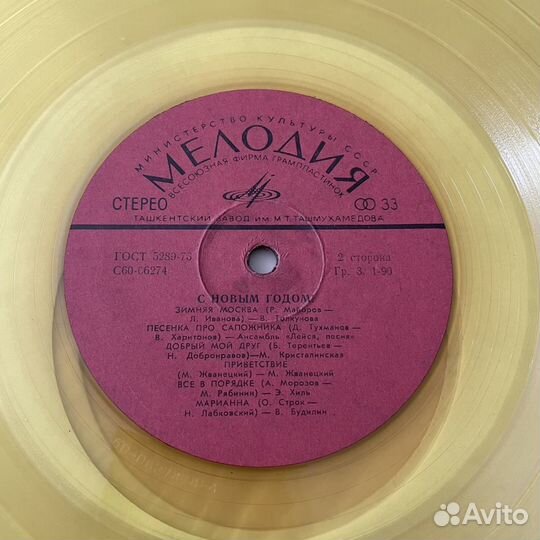 МИНИСТЕРСТВО КУЛЬТУРЫ СССР
МЕЛОДИЯ
ВСЕСОЮЗНАЯ ФИРМА ГРАМПЛАСТИНОК
СТЕРЕО 33
ТАШКЕНТСКИЙ ЗАВОД ИМ. М. Т. ТАШМУХАМЕДОВА
ГОСТ 5289-73 2 сторона
С60-06274 Гр. 3. 1-90
С НОВЫМ ГОДОМ!
ЗИМНЯЯ МОСКВА (Р. Майоров —
Л. Иванова) — В. Толкунова
ПЕСЕНКА ПРО САПОЖНИКА (Д. Тухманов —
В. Харитонов) — Ансамбль «Лейся, песня»
ДОБРЫЙ МОЙ ДРУГ (Б. Терентьев —
Н. Добронравов) — М. Кристалинская
ПРИВЕТСТВИЕ
(М. Жванецкий) — М. Жванецкий
ВСЕ В ПОРЯДКЕ (А. Морозов —
М. Рябинин) — Э. Хиль
МАРИАННА (О. Строк —
Н. Лабковский) — В. Будилин
Avito